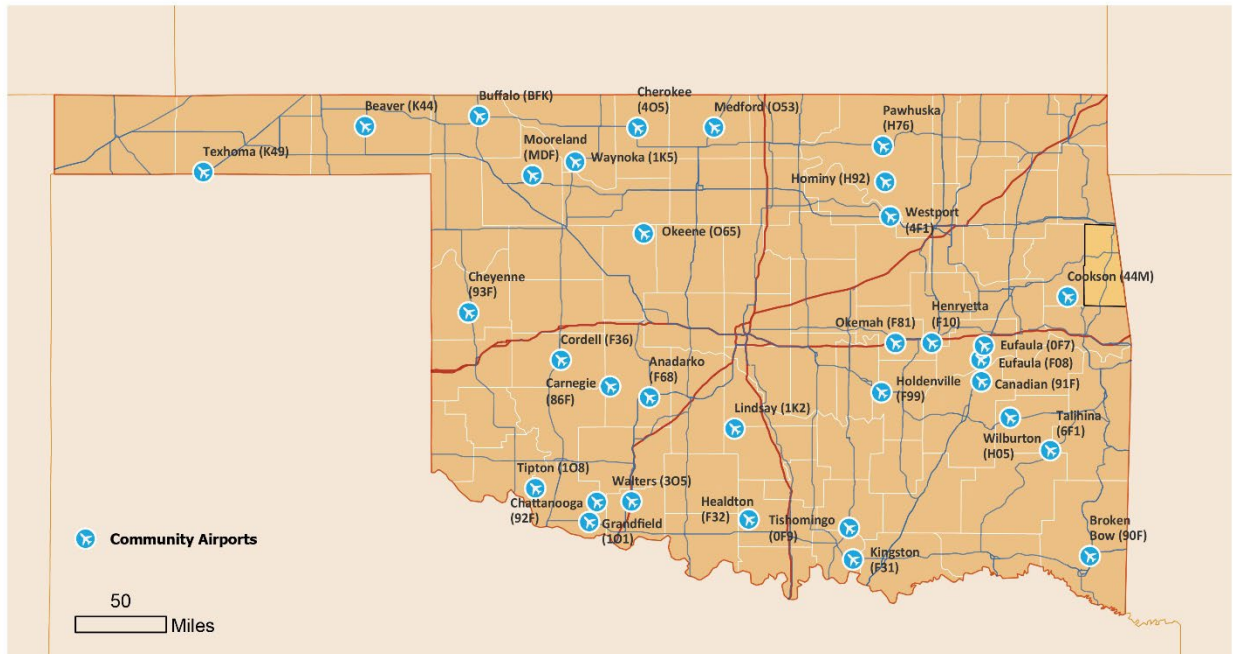 Beaver (K44)
Buffalo (BFK)
Cherokee
(4O5)
Medford (O53)
Pawhuska
(H76)
Mooreland
(MDF)
Waynoka (1K5)
Texhoma (K49)
Hominy (H92)
Westport
(4F1)
Okeene (O65)
Cheyenne
(93F)
Cookson (44M)
Henryetta
(F10)
Okemah (F81)
Cordell (F36)
Eufaula (0F7)
Eufaula (F08)
Anadarko
(F68)
Carnegie
(86F)
Canadian (91F)
Holdenville
(F99)
Lindsay (1K2)
Talihina
(6F1)
Wilburton
(H05)
Tipton (1O8)
Walters (3O5)
Chattanooga
(92F)
Healdton
(F32)
Grandfield
(1O1)
Tishomingo
(0F9)
Broken
Bow (90F)
Kingston
(F31)
Community Airports
50
Miles